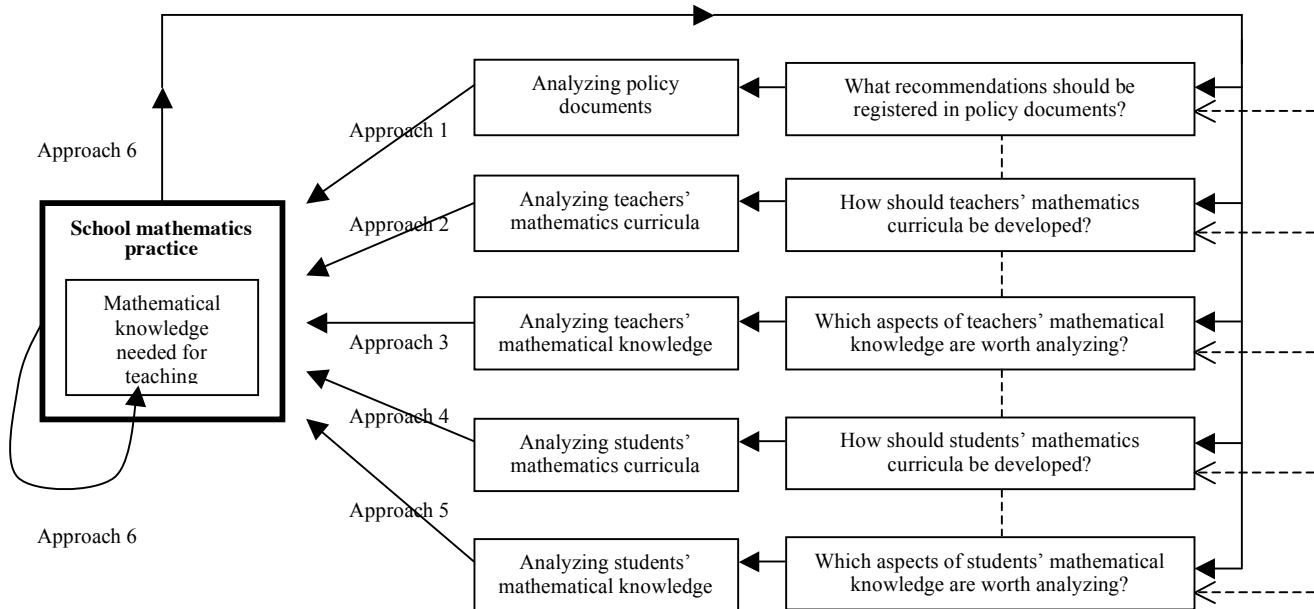 Analyzing policy
documents
What recommendations should be
registered in policy documents?
Approach 1
Approach 6
Analyzing teachers’
mathematics curricula
How should teachers’ mathematics
curricula be developed?
Approach 2
School mathematics
practice
Mathematical
knowledge
needed for
teaching
Analyzing teachers’
mathematical knowledge
Which aspects of teachers’ mathematical
knowledge are worth analyzing?
Approach 3
Approach 4
Analyzing students’
mathematics curricula
How should students’ mathematics
curricula be developed?
Approach 5
Approach 6
Analyzing students’
mathematical knowledge
Which aspects of students’ mathematical
knowledge are worth analyzing?